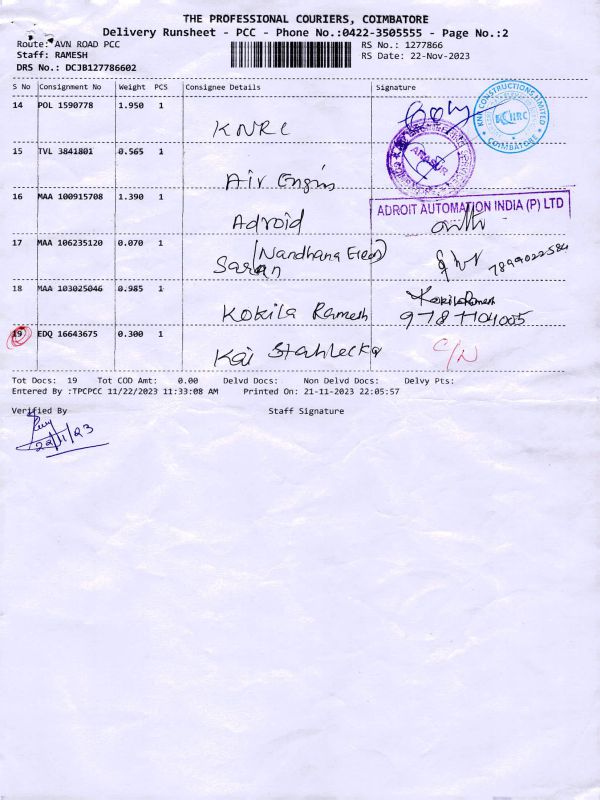 THE PROFESSIONAL COURIERS, COIMBATORE
Delivery Runsheet - PCC - Phone No.:0422-3505555 - Page No.:2
Route: AVN ROAD PCC
RS No.: 1277866
Staff: RAMESH
RS Date: 22-Nov-2023
DRS No.: DCJB127786602
S No Consignment No Weight PCS Consignee Details Signature
14 POL 1590778 1.950 1
KNRC
KNR CONSTRUCTIONS LIMITED
COIMBATORE
15 TVL 3841801 0.565 1
Air Engin
16 MAA 100915708 1.390 1
Adroid
ADROIT AUTOMATION INDIA (P) LTD
17 MAA 106235120 0.070 1
(Nandhana
Saran
7899022584
18 MAA 103025046 0.985 1
Kokila Ramesh
Kokila Ramesh
9787104005
19 EDQ 16643675 0.300 1
Kai Stahlecka
C/N
Tot Docs: 19 Tot COD Amt: 0.00 Delvd Docs: Non Delvd Docs: Delvy Pts:
Entered By :TPCPCC 11/22/2023 11:33:08 AM Printed On: 21-11-2023 22:05:57
Verified By Staff Signature
22/11/23